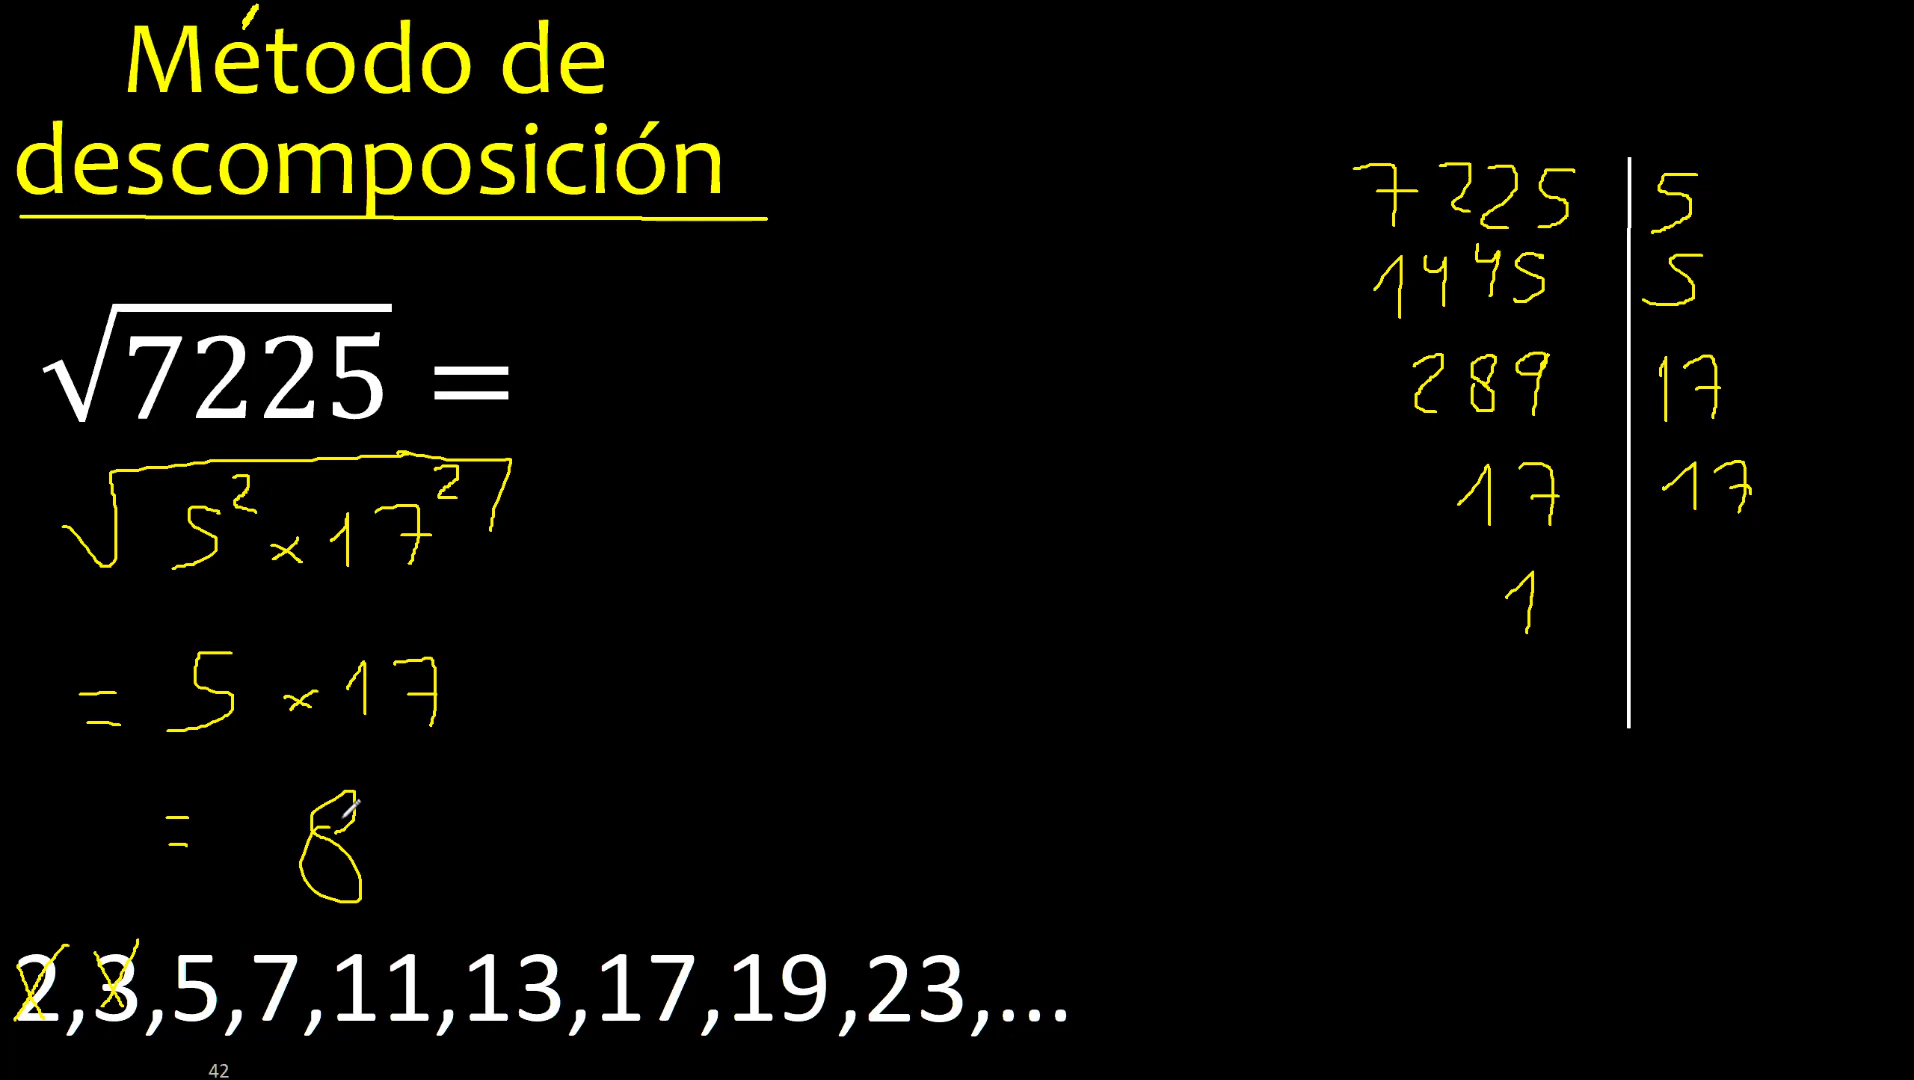 Método de
descomposición
√7225 =
√5² × 17²
= 5 × 17
= 8
2,3,5,7,11,13,17,19,23,...
42
7225 | 5
1445 | 5
289 | 17
17 | 17
1